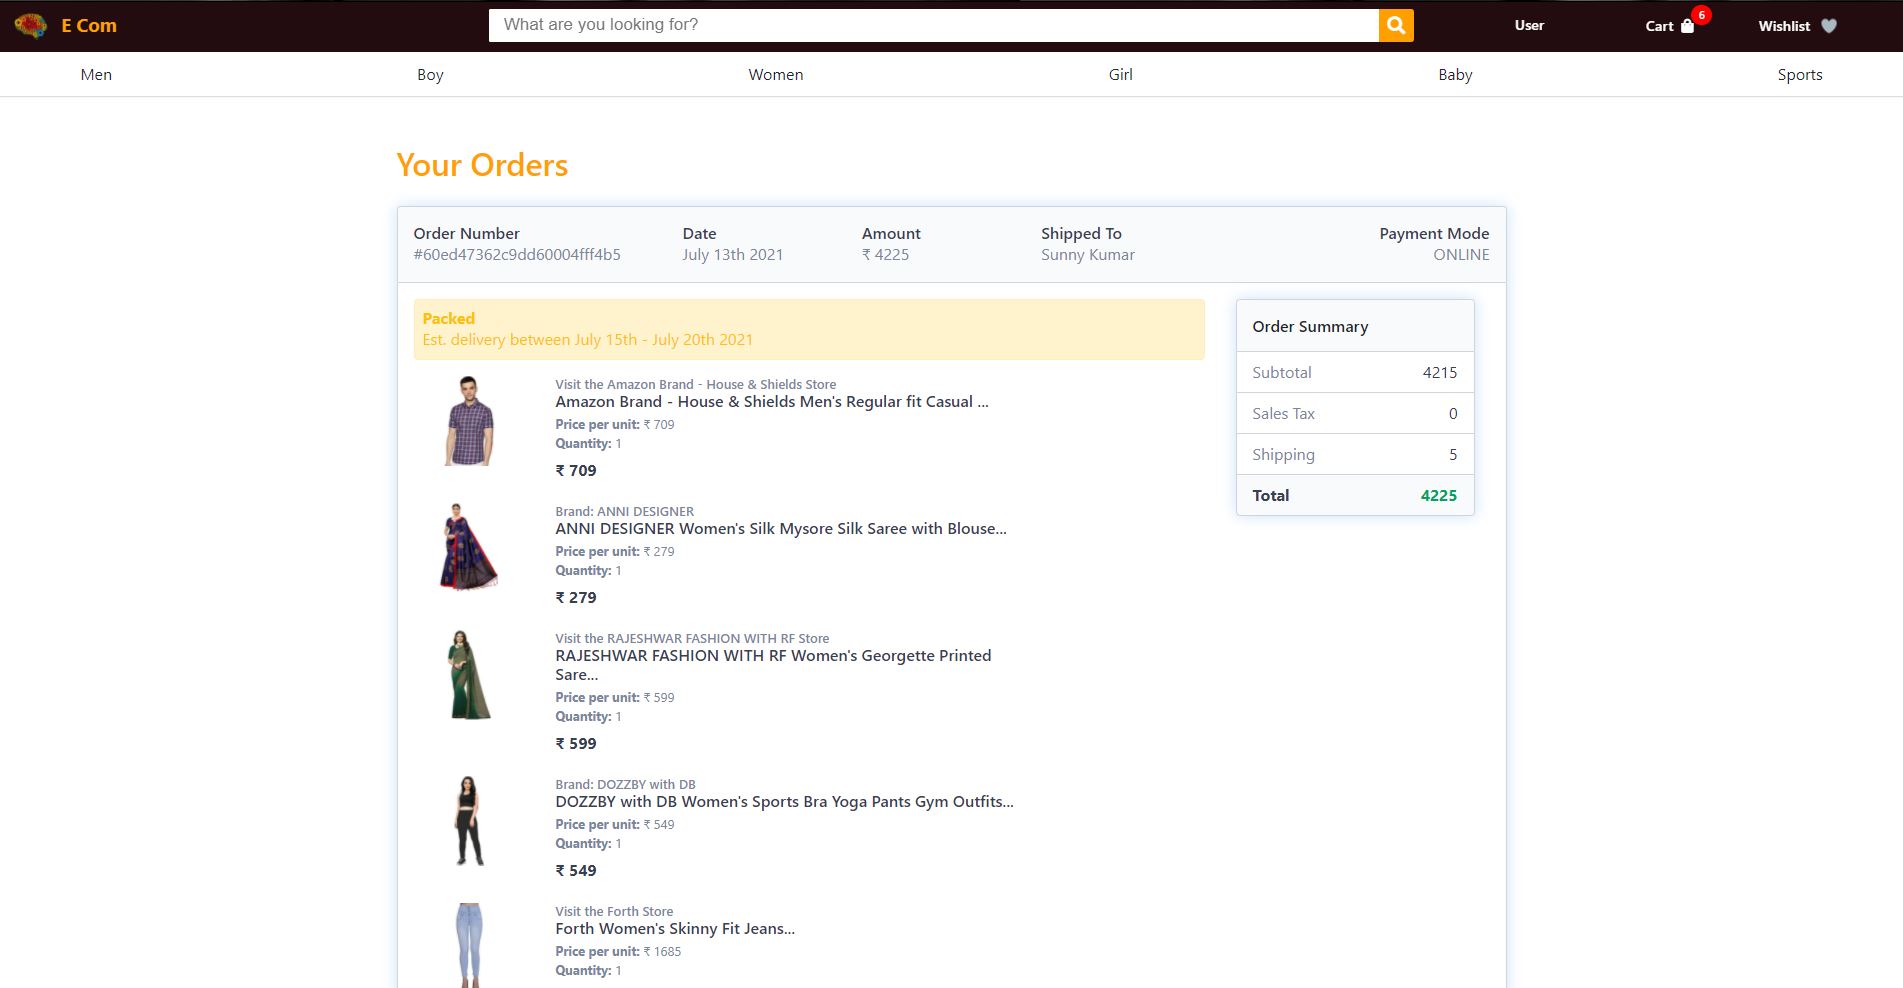 E Com
What are you looking for?
User
Cart
6
Wishlist
Men
Boy
Women
Girl
Baby
Sports
Your Orders
Order Number
#60ed47362c9dd60004fff4b5
Date
July 13th 2021
Amount
₹ 4225
Shipped To
Sunny Kumar
Payment Mode
ONLINE
Packed
Est. delivery between July 15th - July 20th 2021
Visit the Amazon Brand - House & Shields Store
Amazon Brand - House & Shields Men's Regular fit Casual ...
Price per unit: ₹ 709
Quantity: 1
₹ 709
Brand: ANNI DESIGNER
ANNI DESIGNER Women's Silk Mysore Silk Saree with Blouse...
Price per unit: ₹ 279
Quantity: 1
₹ 279
Visit the RAJESHWAR FASHION WITH RF Store
RAJESHWAR FASHION WITH RF Women's Georgette Printed
Sare...
Price per unit: ₹ 599
Quantity: 1
₹ 599
Brand: DOZZBY with DB
DOZZBY with DB Women's Sports Bra Yoga Pants Gym Outfits...
Price per unit: ₹ 549
Quantity: 1
₹ 549
Visit the Forth Store
Forth Women's Skinny Fit Jeans...
Price per unit: ₹ 1685
Quantity: 1
Order Summary
Subtotal 4215
Sales Tax 0
Shipping 5
Total 4225